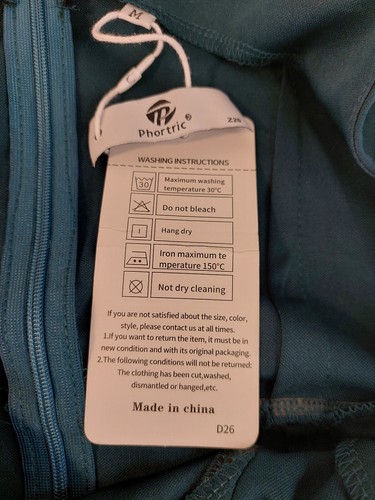 M
Phortric®
Z26
WASHING INSTRUCTIONS
30
Maximum washing
temperature 30°C
Do not bleach
Hang dry
Iron maximum te
mperature 150°C
Not dry cleaning
If you are not satisfied about the size, color,
style, please contact us at all times.
1.If you want to return the item, it must be in
new condition and with its original packaging.
2.The following conditions will not be returned:
The clothing has been cut,washed,
dismantled or hanged,etc.
Made in china
D26